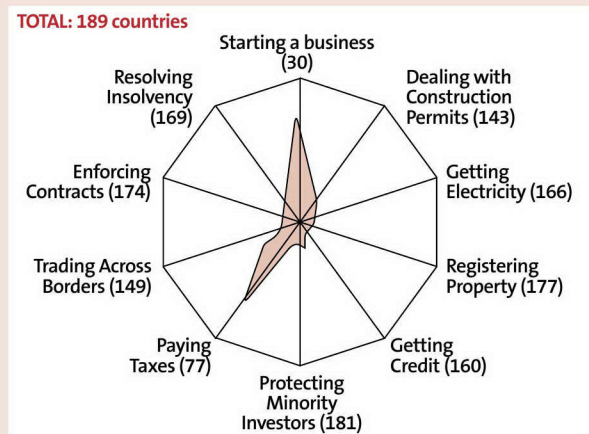 TOTAL: 189 countries
Starting a business
(30)
Dealing with
Construction
Permits (143)
Getting
Electricity (166)
Registering
Property (177)
Getting
Credit (160)
Protecting
Minority
Investors (181)
Paying
Taxes (77)
Trading Across
Borders (149)
Enforcing
Contracts (174)
Resolving
Insolvency
(169)